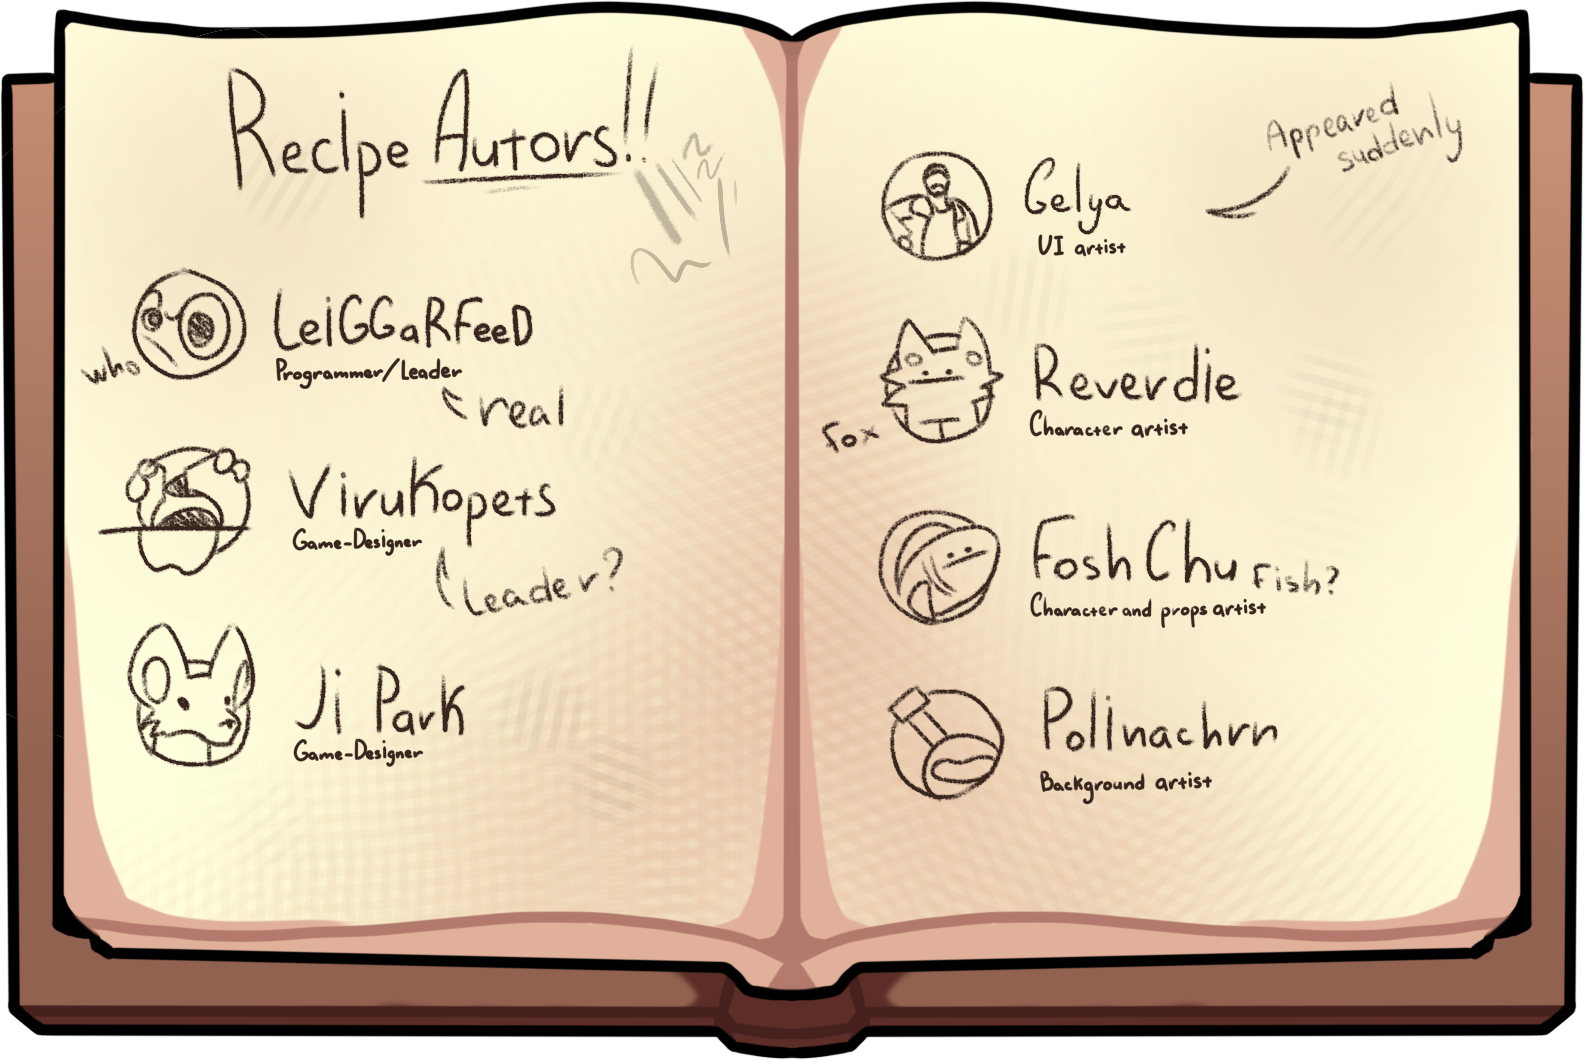 Recipe Autors!!
LeiGGaRFeeD
who
Programmer/Leader
real
Virukopets
Game-Designer
Leader?
Ji Park
Game-Designer
Appeared
suddenly
Gelya
UI artist
Reverdie
Fox
Character artist
Fosh Chu
Fish?
Character and props artist
Pollnachrn
Background artist